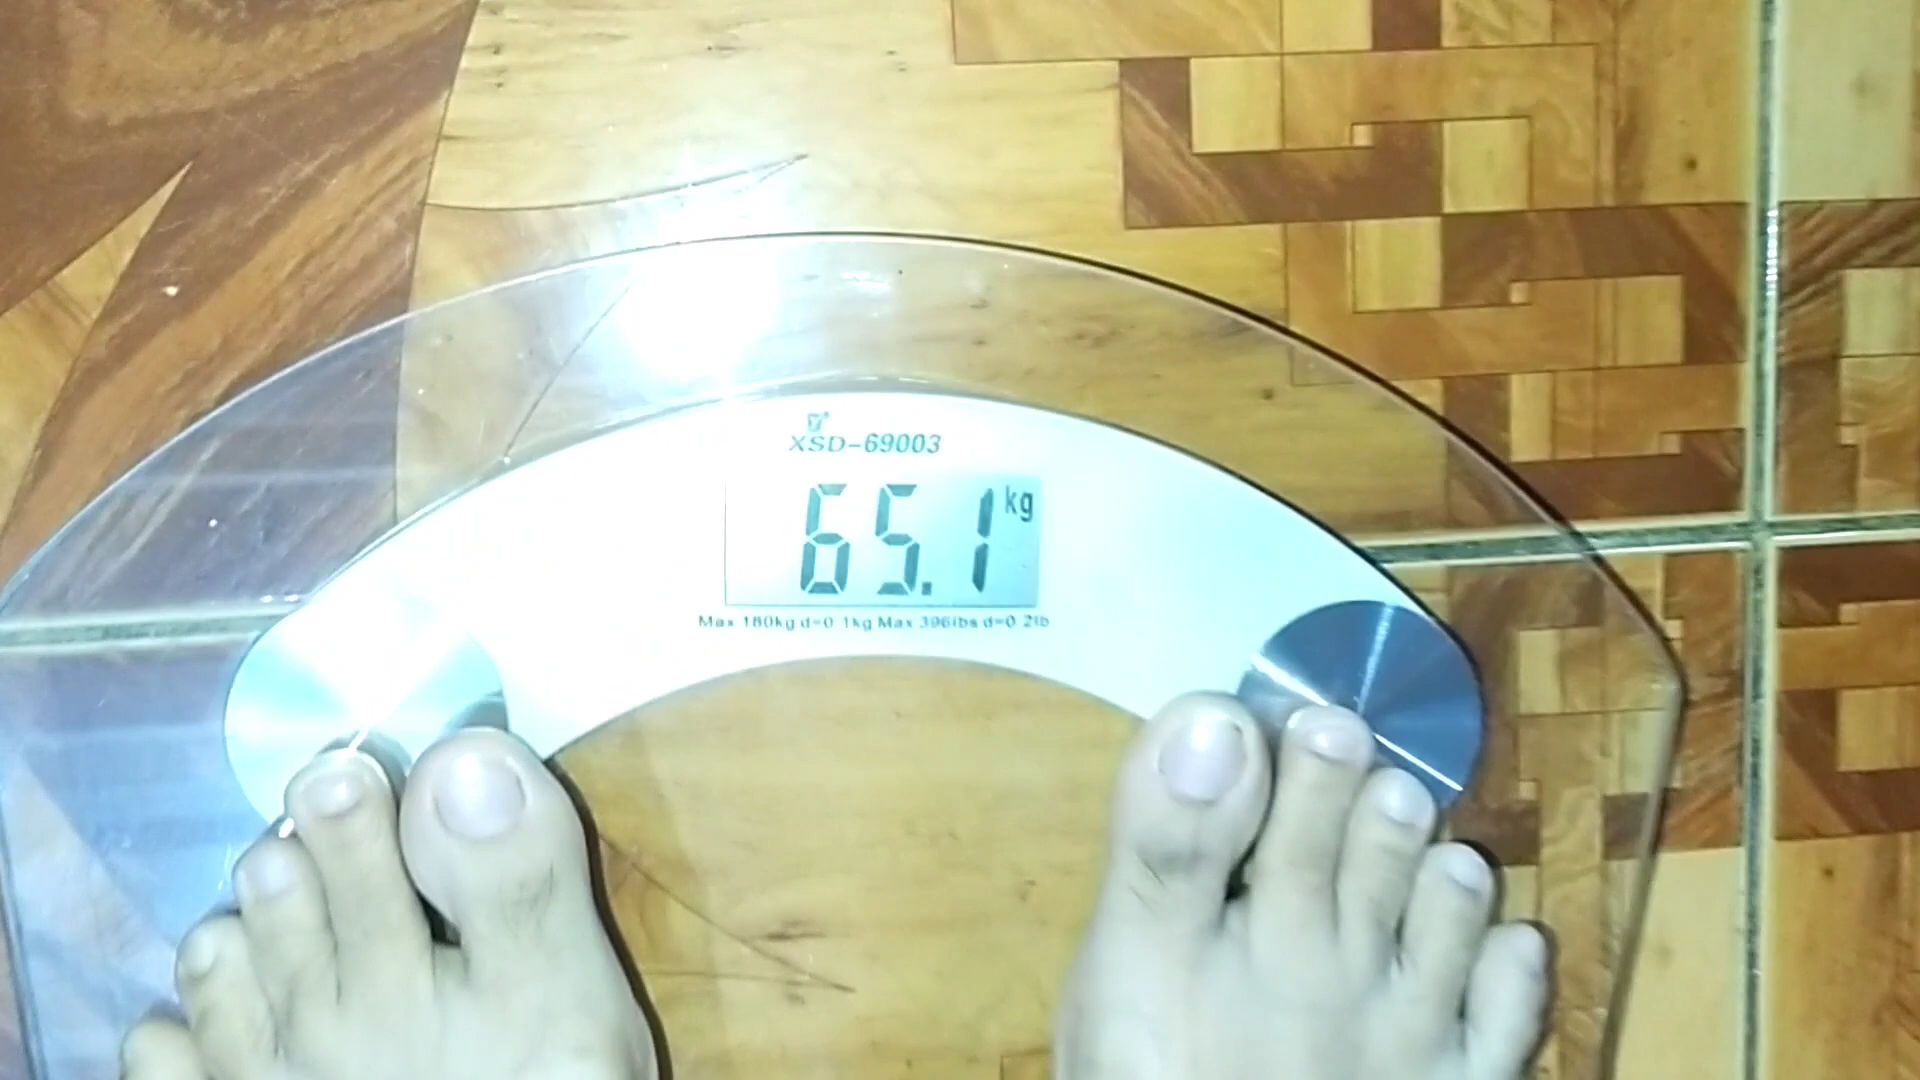 XSD-69003
65.1 kg
Max 180kg d=0.1kg Max 396lbs d=0.2lb